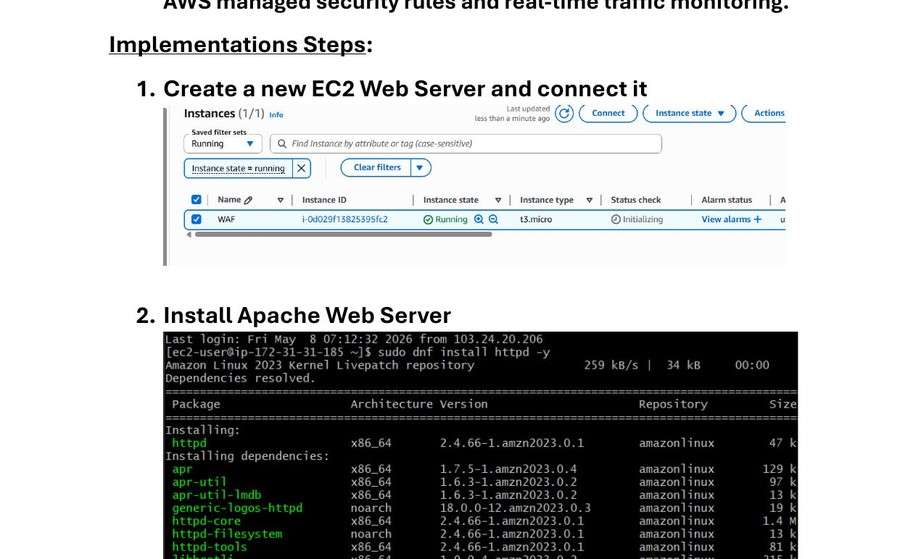 AWS managed security rules and real-time traffic monitoring.
Implementations Steps:
1. Create a new EC2 Web Server and connect it
Instances (1/1) Info
Last updated
less than a minute ago
Connect
Instance state
Actions
Saved filter sets
Running
Find Instance by attribute or tag (case-sensitive)
Instance state = running
Clear filters
Name Instance ID Instance state Instance type Status check Alarm status A
WAF i-0d029f13825395fc2 Running t3.micro Initializing View alarms + u
2. Install Apache Web Server
Last login: Fri May 8 07:12:32 2026 from 103.24.20.206
[ec2-user@ip-172-31-31-185 ~]$ sudo dnf install httpd -y
Amazon Linux 2023 Kernel Livepatch repository 259 kB/s | 34 kB 00:00
Dependencies resolved.
Package Architecture Version Repository Size
Installing:
httpd x86_64 2.4.66-1.amzn2023.0.1 amazonlinux 47 k
Installing dependencies:
apr x86_64 1.7.5-1.amzn2023.0.4 amazonlinux 129 k
apr-util x86_64 1.6.3-1.amzn2023.0.2 amazonlinux 97 k
apr-util-lmdb x86_64 1.6.3-1.amzn2023.0.2 amazonlinux 13 k
generic-logos-httpd noarch 18.0.0-12.amzn2023.0.3 amazonlinux 19 k
httpd-core x86_64 2.4.66-1.amzn2023.0.1 amazonlinux 1.4 M
httpd-filesystem noarch 2.4.66-1.amzn2023.0.1 amazonlinux 13 k
httpd-tools x86_64 2.4.66-1.amzn2023.0.1 amazonlinux 81 k